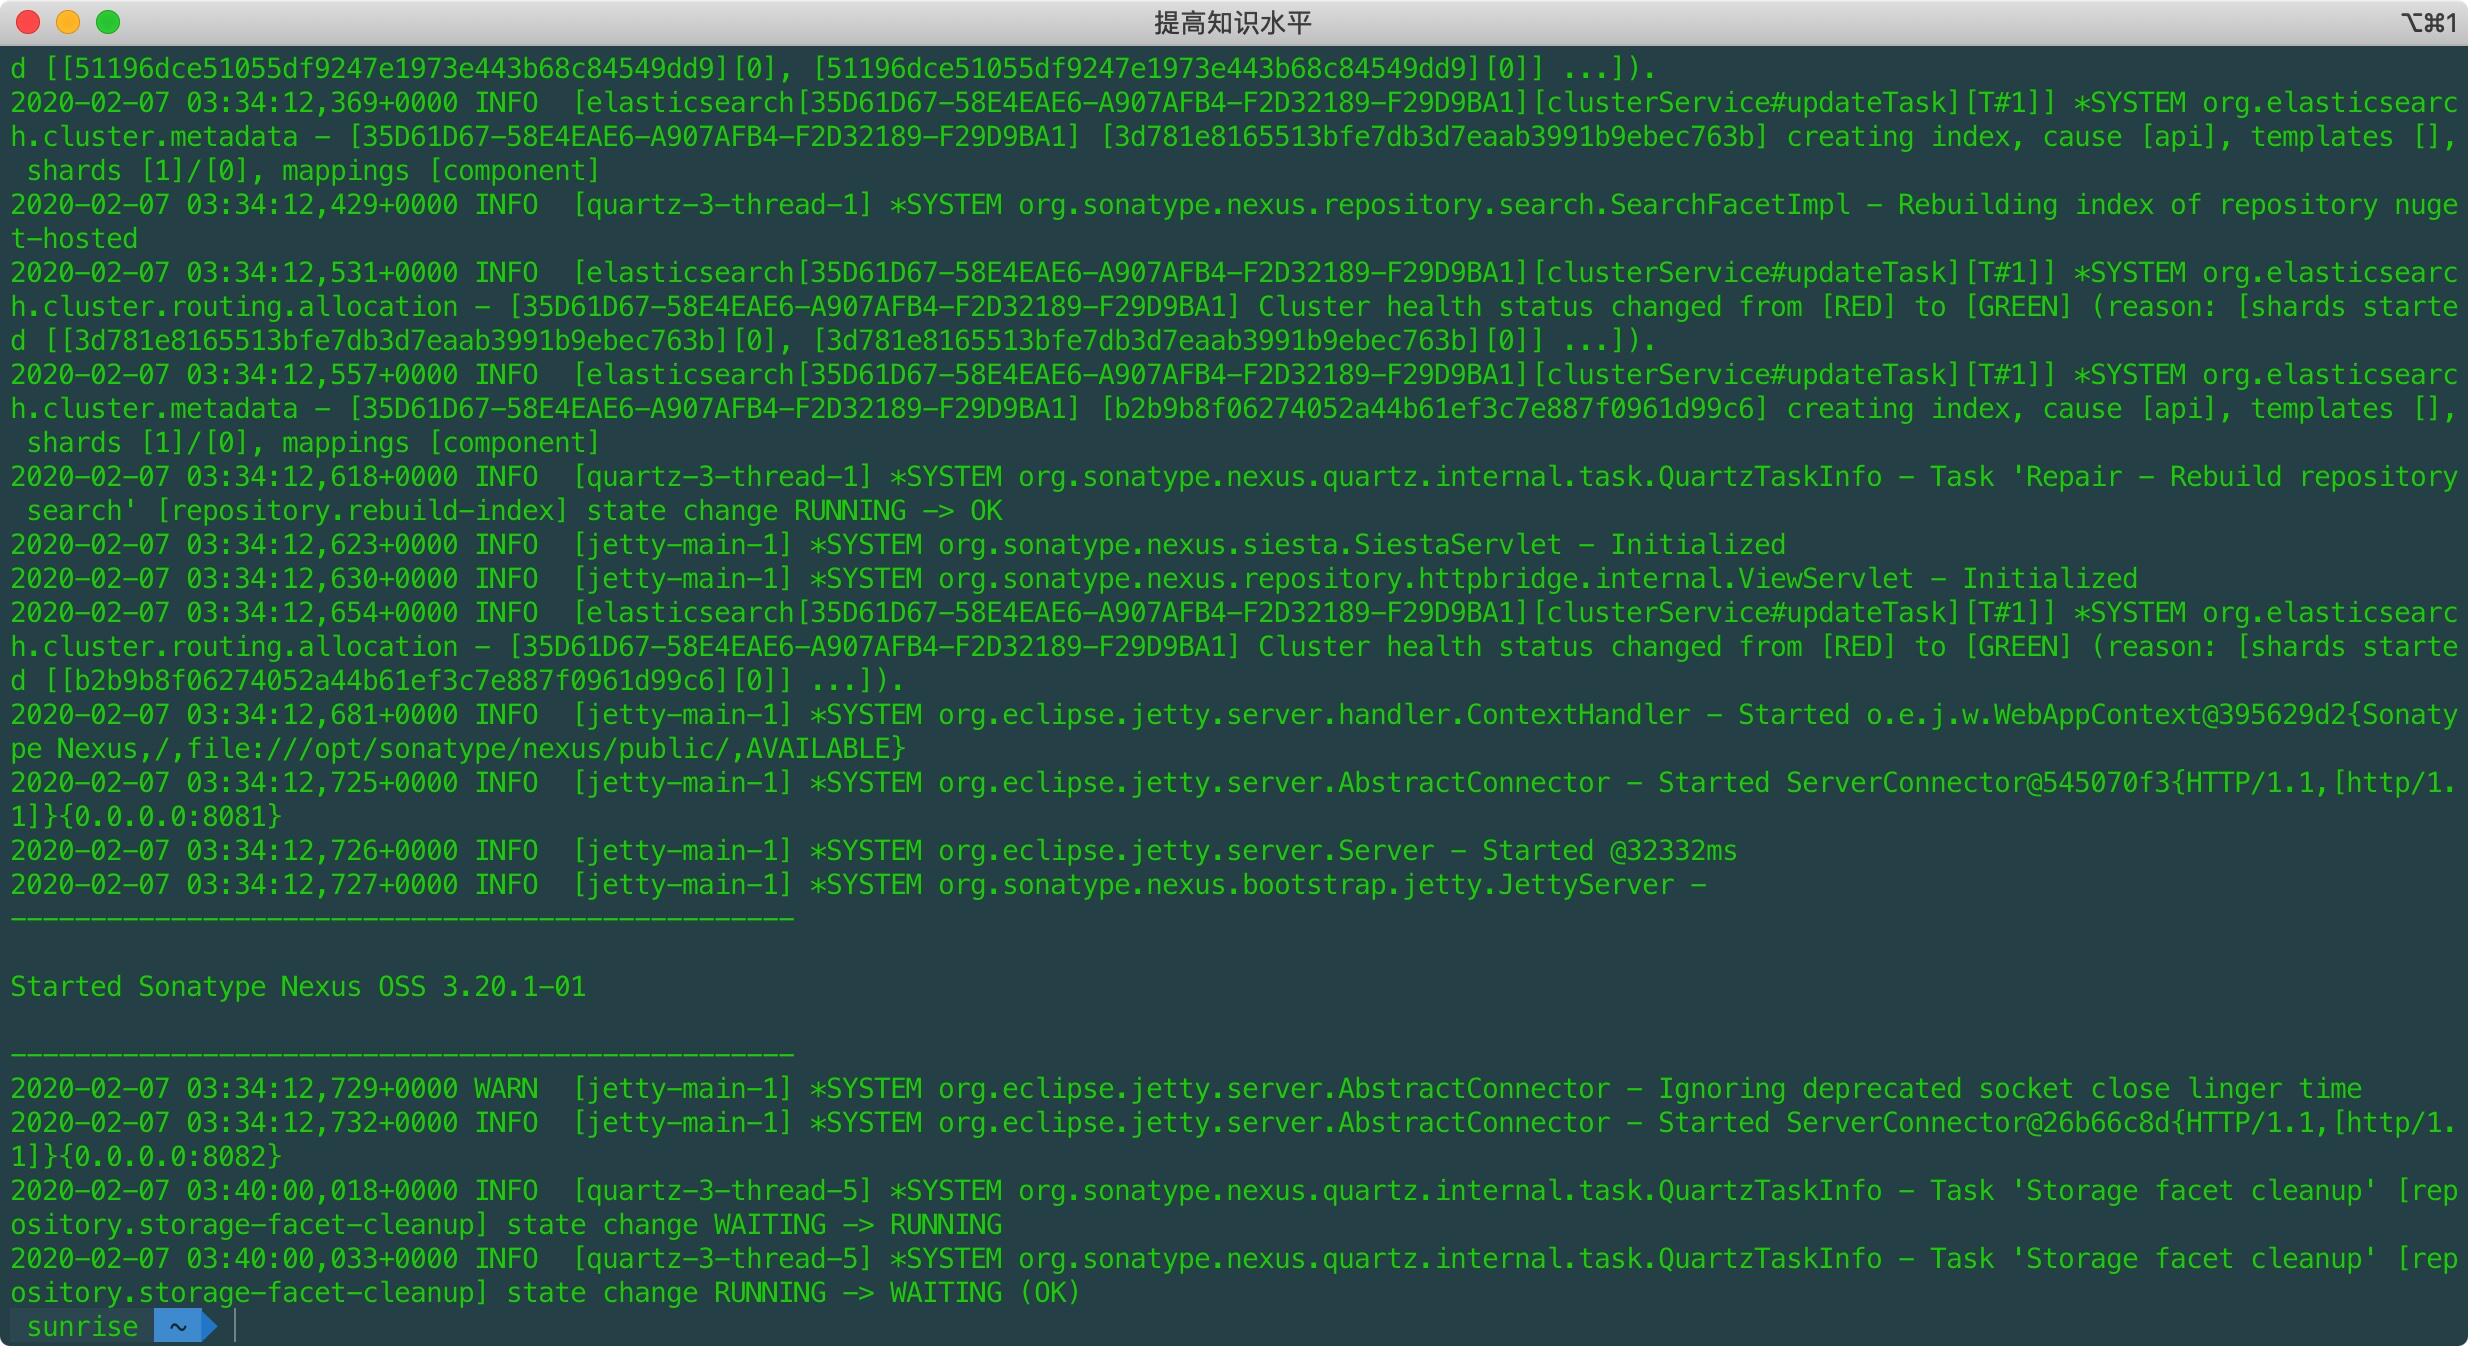 提高知识水平
⌥⌘1
d [[51196dce51055df9247e1973e443b68c84549dd9][0], [51196dce51055df9247e1973e443b68c84549dd9][0]] ...]).
2020-02-07 03:34:12,369+0000 INFO  [elasticsearch[35D61D67-58E4EAE6-A907AFB4-F2D32189-F29D9BA1][clusterService#updateTask][T#1]] *SYSTEM org.elasticsearc
h.cluster.metadata - [35D61D67-58E4EAE6-A907AFB4-F2D32189-F29D9BA1] [3d781e8165513bfe7db3d7eaab3991b9ebec763b] creating index, cause [api], templates [],
 shards [1]/[0], mappings [component]
2020-02-07 03:34:12,429+0000 INFO  [quartz-3-thread-1] *SYSTEM org.sonatype.nexus.repository.search.SearchFacetImpl - Rebuilding index of repository nuge
t-hosted
2020-02-07 03:34:12,531+0000 INFO  [elasticsearch[35D61D67-58E4EAE6-A907AFB4-F2D32189-F29D9BA1][clusterService#updateTask][T#1]] *SYSTEM org.elasticsearc
h.cluster.routing.allocation - [35D61D67-58E4EAE6-A907AFB4-F2D32189-F29D9BA1] Cluster health status changed from [RED] to [GREEN] (reason: [shards starte
d [[3d781e8165513bfe7db3d7eaab3991b9ebec763b][0], [3d781e8165513bfe7db3d7eaab3991b9ebec763b][0]] ...]).
2020-02-07 03:34:12,557+0000 INFO  [elasticsearch[35D61D67-58E4EAE6-A907AFB4-F2D32189-F29D9BA1][clusterService#updateTask][T#1]] *SYSTEM org.elasticsearc
h.cluster.metadata - [35D61D67-58E4EAE6-A907AFB4-F2D32189-F29D9BA1] [b2b9b8f06274052a44b61ef3c7e887f0961d99c6] creating index, cause [api], templates [],
 shards [1]/[0], mappings [component]
2020-02-07 03:34:12,618+0000 INFO  [quartz-3-thread-1] *SYSTEM org.sonatype.nexus.quartz.internal.task.QuartzTaskInfo - Task 'Repair - Rebuild repository
 search' [repository.rebuild-index] state change RUNNING -> OK
2020-02-07 03:34:12,623+0000 INFO  [jetty-main-1] *SYSTEM org.sonatype.nexus.siesta.SiestaServlet - Initialized
2020-02-07 03:34:12,630+0000 INFO  [jetty-main-1] *SYSTEM org.sonatype.nexus.repository.httpbridge.internal.ViewServlet - Initialized
2020-02-07 03:34:12,654+0000 INFO  [elasticsearch[35D61D67-58E4EAE6-A907AFB4-F2D32189-F29D9BA1][clusterService#updateTask][T#1]] *SYSTEM org.elasticsearc
h.cluster.routing.allocation - [35D61D67-58E4EAE6-A907AFB4-F2D32189-F29D9BA1] Cluster health status changed from [RED] to [GREEN] (reason: [shards starte
d [[b2b9b8f06274052a44b61ef3c7e887f0961d99c6][0]] ...]).
2020-02-07 03:34:12,681+0000 INFO  [jetty-main-1] *SYSTEM org.eclipse.jetty.server.handler.ContextHandler - Started o.e.j.w.WebAppContext@395629d2{Sonaty
pe Nexus,/,file:///opt/sonatype/nexus/public/,AVAILABLE}
2020-02-07 03:34:12,725+0000 INFO  [jetty-main-1] *SYSTEM org.eclipse.jetty.server.AbstractConnector - Started ServerConnector@545070f3{HTTP/1.1,[http/1.
1]}{0.0.0.0:8081}
2020-02-07 03:34:12,726+0000 INFO  [jetty-main-1] *SYSTEM org.eclipse.jetty.server.Server - Started @32332ms
2020-02-07 03:34:12,727+0000 INFO  [jetty-main-1] *SYSTEM org.sonatype.nexus.bootstrap.jetty.JettyServer -
-------------------------------------------------
Started Sonatype Nexus OSS 3.20.1-01
-------------------------------------------------
2020-02-07 03:34:12,729+0000 WARN  [jetty-main-1] *SYSTEM org.eclipse.jetty.server.AbstractConnector - Ignoring deprecated socket close linger time
2020-02-07 03:34:12,732+0000 INFO  [jetty-main-1] *SYSTEM org.eclipse.jetty.server.AbstractConnector - Started ServerConnector@26b66c8d{HTTP/1.1,[http/1.
1]}{0.0.0.0:8082}
2020-02-07 03:40:00,018+0000 INFO  [quartz-3-thread-5] *SYSTEM org.sonatype.nexus.quartz.internal.task.QuartzTaskInfo - Task 'Storage facet cleanup' [rep
ository.storage-facet-cleanup] state change WAITING -> RUNNING
2020-02-07 03:40:00,033+0000 INFO  [quartz-3-thread-5] *SYSTEM org.sonatype.nexus.quartz.internal.task.QuartzTaskInfo - Task 'Storage facet cleanup' [rep
ository.storage-facet-cleanup] state change RUNNING -> WAITING (OK)
sunrise ~